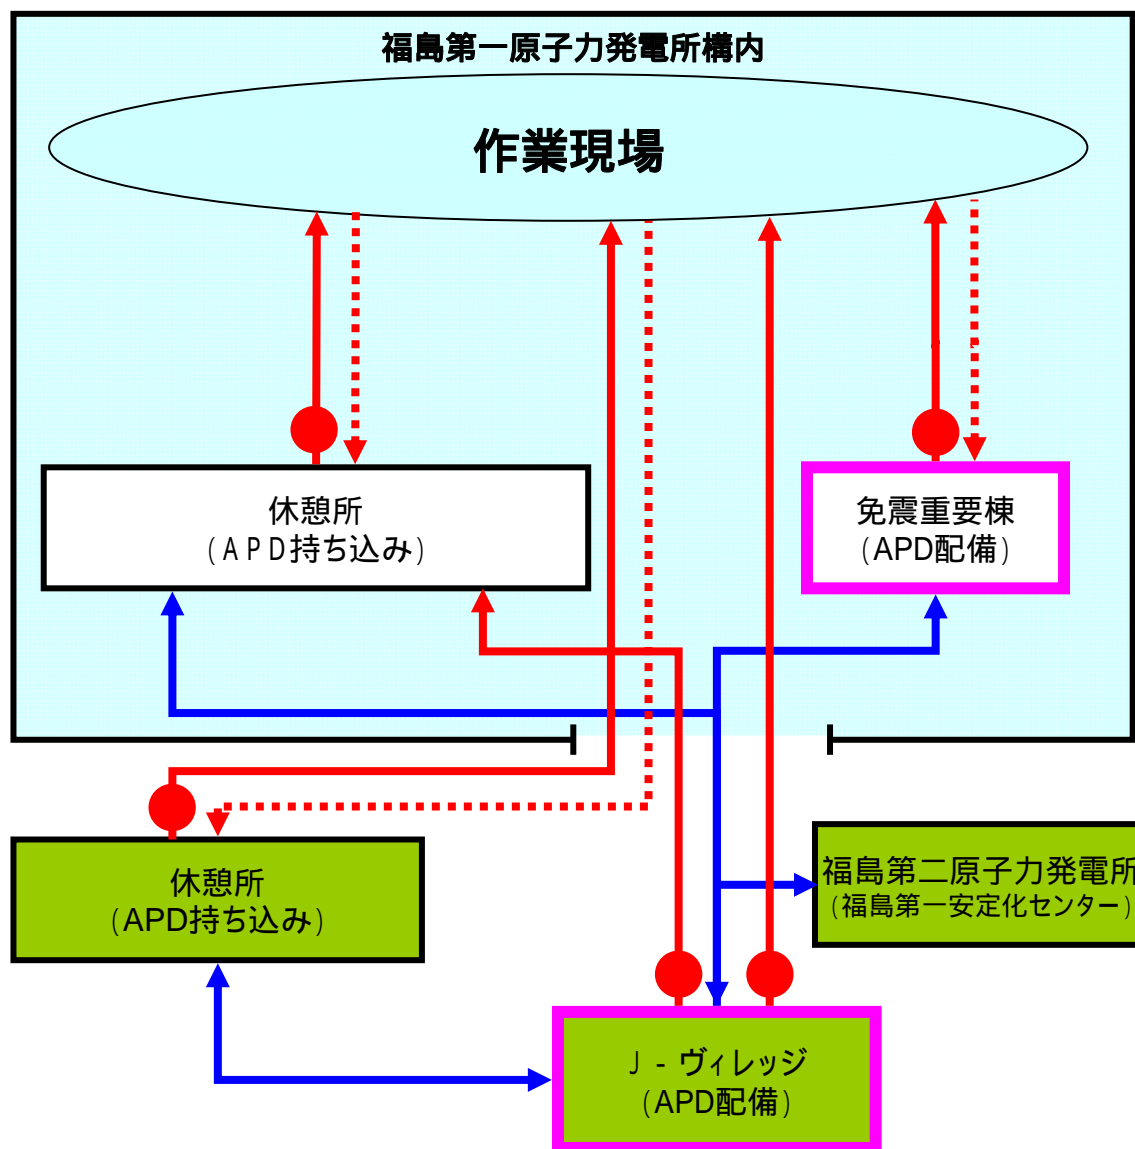 福島第一原子力発電所構内
作業現場
休憩所
(ＡＰＤ持ち込み)
免震重要棟
(APD配備)
休憩所
(APD持ち込み)
福島第二原子力発電所
(福島第一安定化センター)
Ｊ-ヴィレッジ
(APD配備)